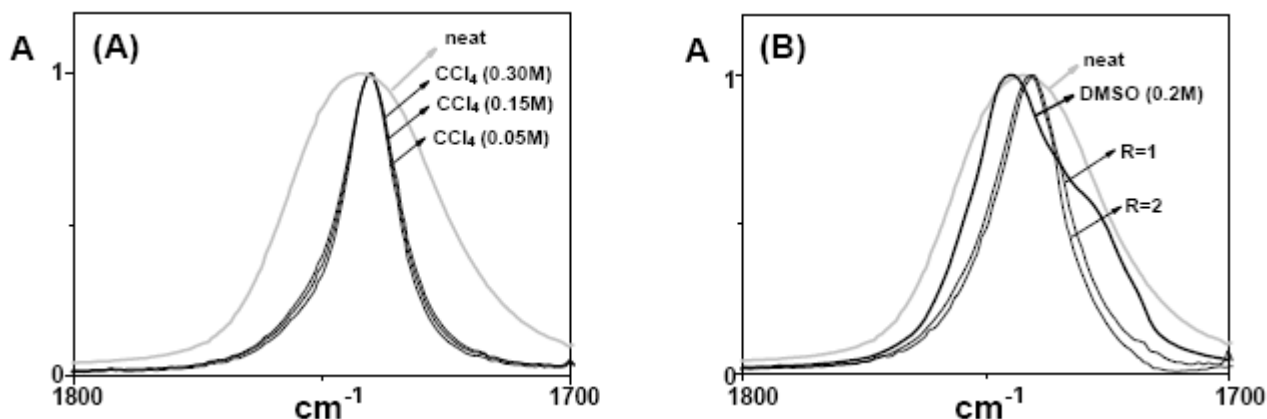 A (A)
neat
1
CCl4 (0.30M)
CCl4 (0.15M)
CCl4 (0.05M)
0
1800 cm-1 1700
A (B)
neat
1
DMSO (0.2M)
R=1
R=2
0
1800 cm-1 1700